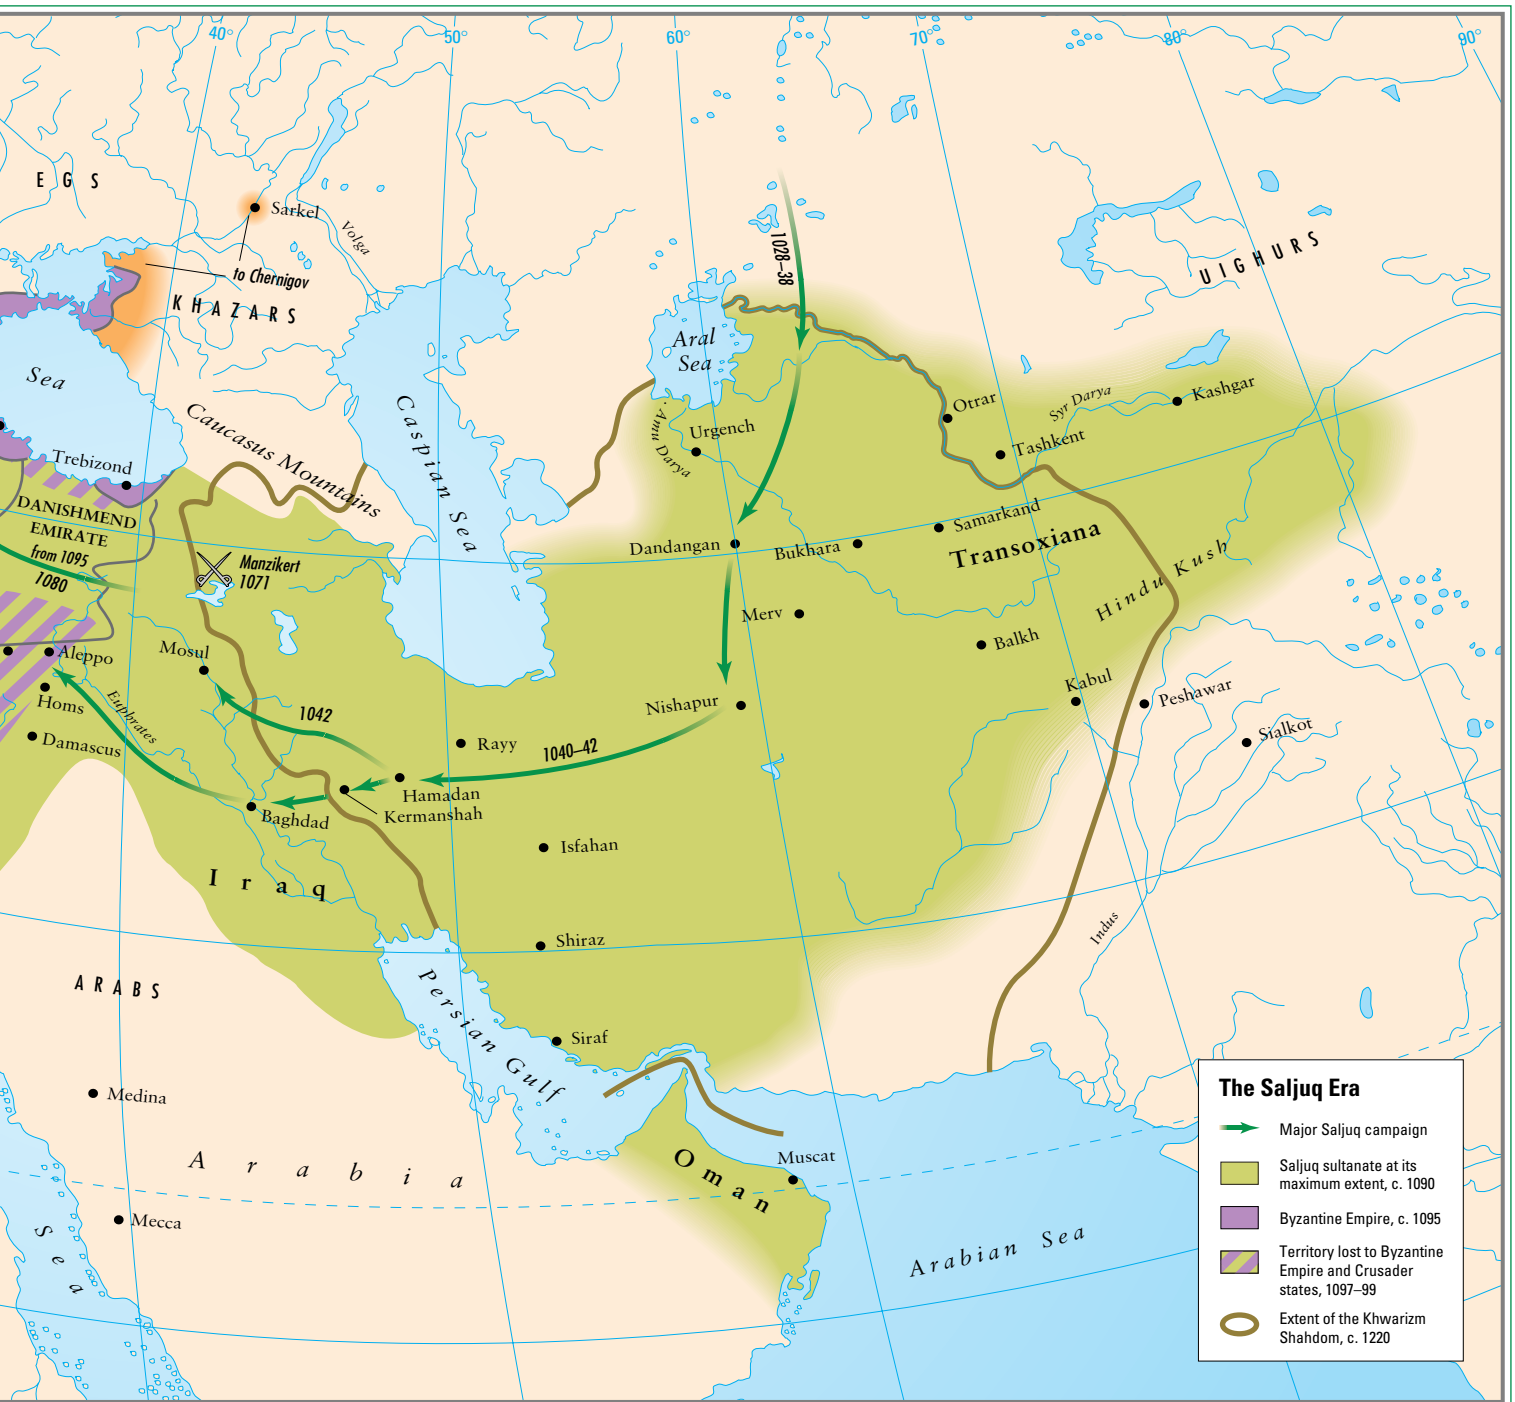 40°
50°
60°
70°
80°
90°
EGS
Sarkel
Volga
to Chernigov
KHAZARS
1028–38
UIGHURS
Aral
Sea
Sea
Caspian Sea
Caucasus Mountains
Otrar
Syr Darya
Kashgar
Urgench
Amu
Darya
Tashkent
Trebizond
DANISHMEND
EMIRATE
from 1095
1080
Manzikert
1071
Samarkand
Transoxiana
Dandangan
Bukhara
Hindu Kush
Merv
Balkh
Mosul
Aleppo
Homs
Euphrates
Damascus
1042
Nishapur
Kabul
Peshawar
Sialkot
Rayy
1040–42
Hamadan
Kermanshah
Baghdad
Isfahan
Iraq
Shiraz
Indus
ARABS
Persian Gulf
Siraf
Medina
Arabia
Mecca
Oman
Muscat
Sea
Arabian Sea
The Saljuq Era
Major Saljuq campaign
Saljuq sultanate at its
maximum extent, c. 1090
Byzantine Empire, c. 1095
Territory lost to Byzantine
Empire and Crusader
states, 1097–99
Extent of the Khwarizm
Shahdom, c. 1220